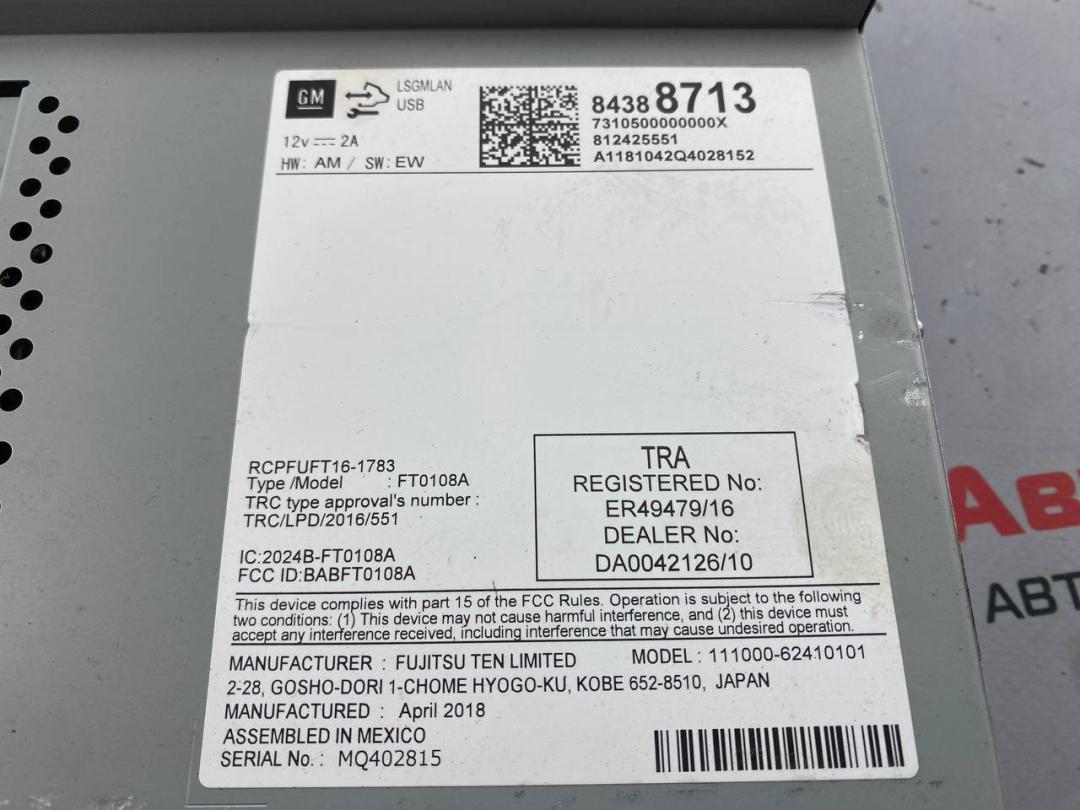 GM
LSGMLAN
USB
12v 2A
HW: AM / SW: EW
8438 8713
7310500000000X
812425551
A1181042Q4028152
RCPFUFT16-1783
Type /Model : FT0108A
TRC type approval's number :
TRC/LPD/2016/551
IC:2024B-FT0108A
FCC ID:BABFT0108A
TRA
REGISTERED No:
ER49479/16
DEALER No:
DA0042126/10
This device complies with part 15 of the FCC Rules. Operation is subject to the following
two conditions: (1) This device may not cause harmful interference, and (2) this device must
accept any interference received, including interference that may cause undesired operation.
MANUFACTURER : FUJITSU TEN LIMITED MODEL : 111000-62410101
2-28, GOSHO-DORI 1-CHOME HYOGO-KU, KOBE 652-8510, JAPAN
MANUFACTURED : April 2018
ASSEMBLED IN MEXICO
SERIAL No. : MQ402815
Ав
АВТ